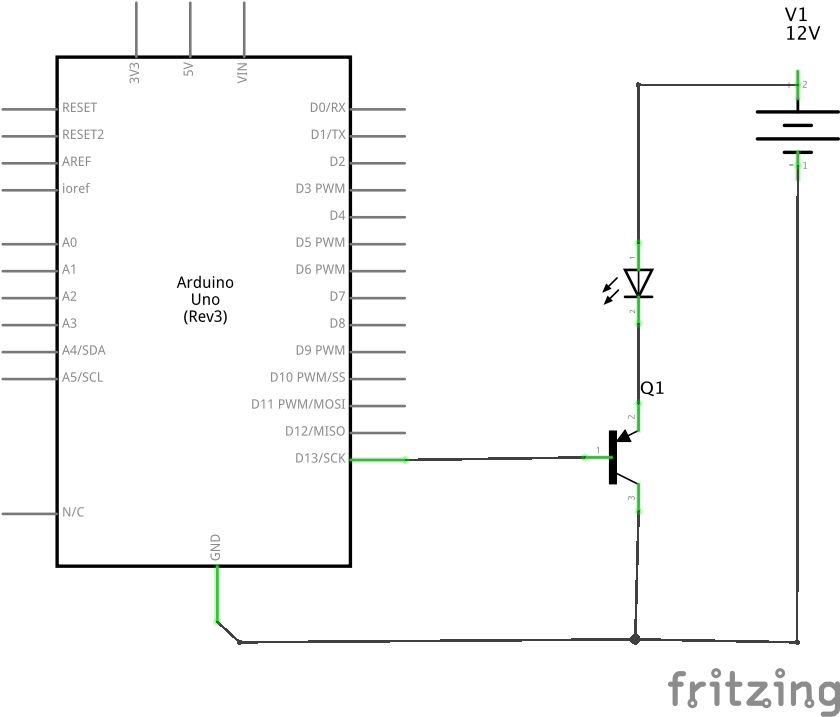 V1
12V
3V3
5V
VIN
2
RESET
D0/RX
RESET2
D1/TX
AREF
D2
1
ioref
D3 PWM
D4
A0
D5 PWM
1
A1
D6 PWM
Arduino
Uno
(Rev3)
A2
D7
2
A3
D8
A4/SDA
D9 PWM
A5/SCL
D10 PWM/SS
Q1
D11 PWM/MOSI
2
D12/MISO
1
D13/SCK
3
N/C
GND
fritzing